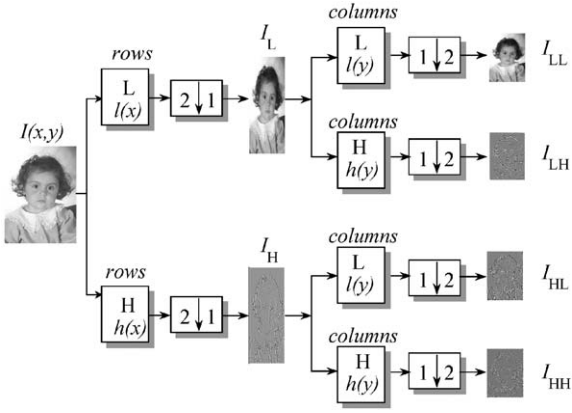 I(x,y)
rows
L
l(x)
2↓1
I_L
columns
L
l(y)
1↓2
I_LL
columns
H
h(y)
1↓2
I_LH
rows
H
h(x)
2↓1
I_H
columns
L
l(y)
1↓2
I_HL
columns
H
h(y)
1↓2
I_HH